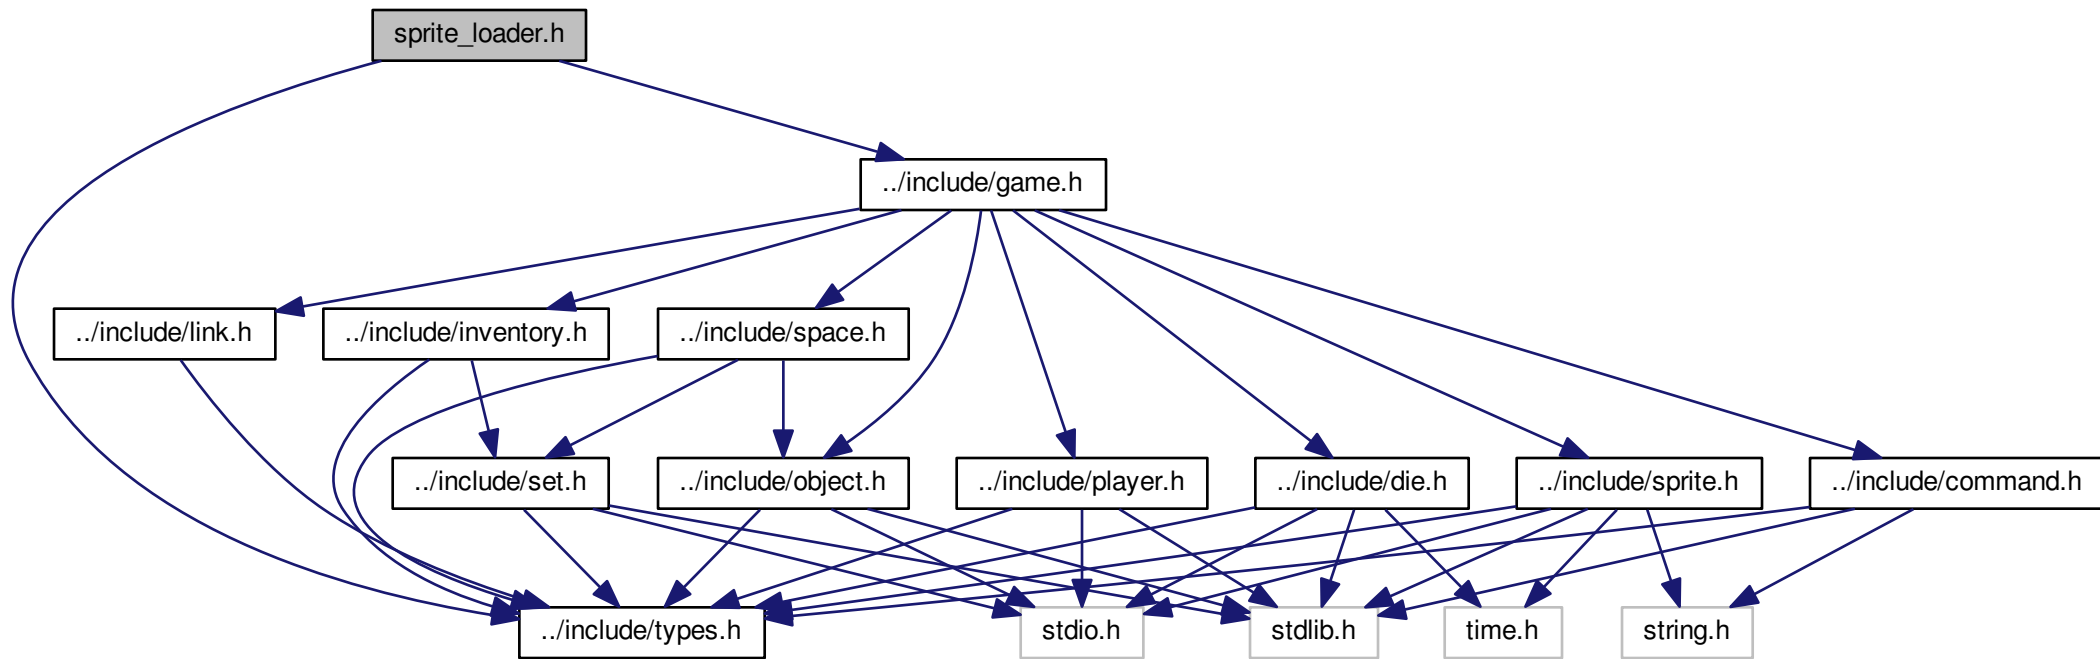 sprite_loader.h
../include/game.h
../include/link.h
../include/inventory.h
../include/space.h
../include/set.h
../include/object.h
../include/player.h
../include/die.h
../include/sprite.h
../include/command.h
../include/types.h
stdio.h
stdlib.h
time.h
string.h